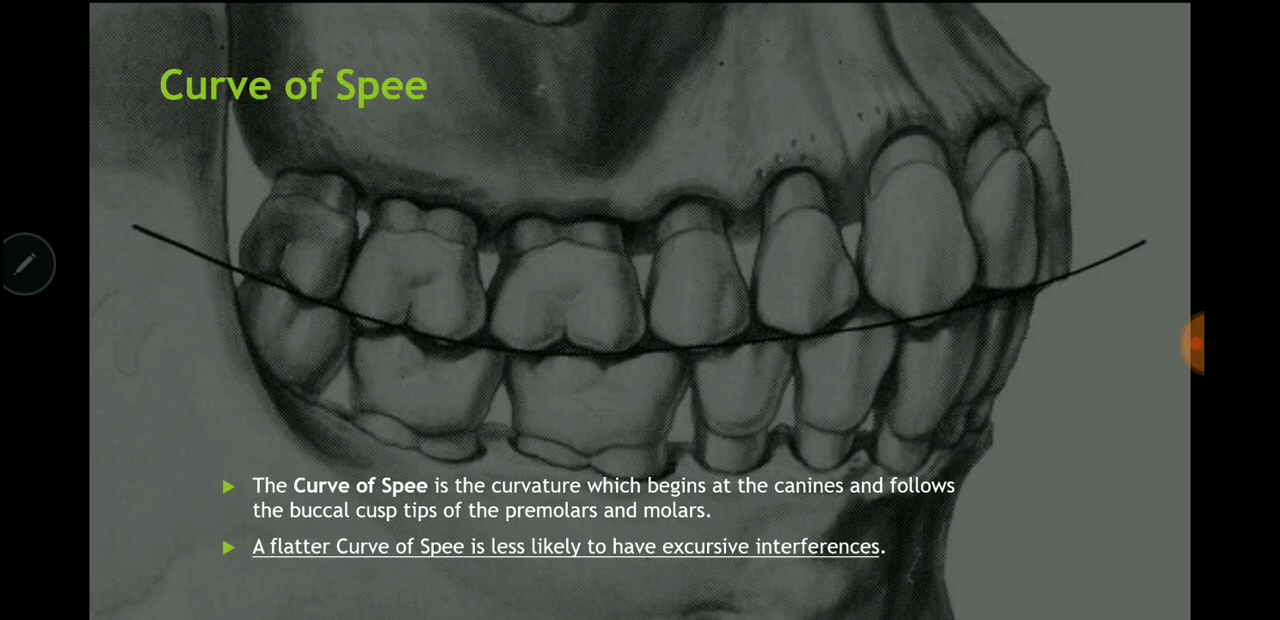 Curve of Spee
The Curve of Spee is the curvature which begins at the canines and follows
the buccal cusp tips of the premolars and molars.
A flatter Curve of Spee is less likely to have excursive interferences.